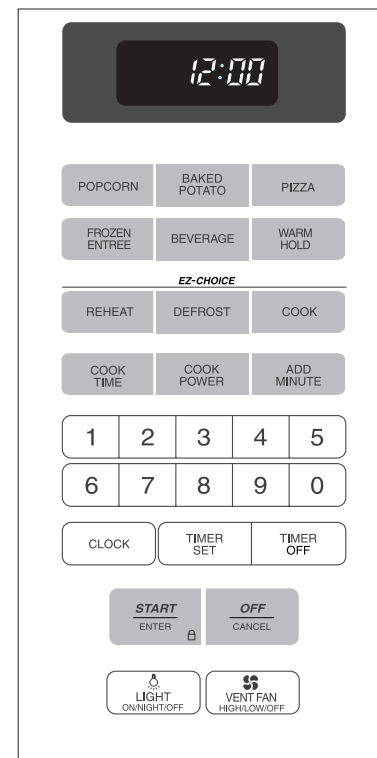 12:00
POPCORN
BAKED
POTATO
PIZZA
FROZEN
ENTREE
BEVERAGE
WARM
HOLD
EZ-CHOICE
REHEAT
DEFROST
COOK
COOK
TIME
COOK
POWER
ADD
MINUTE
1 2 3 4 5
6 7 8 9 0
CLOCK
TIMER
SET
TIMER
OFF
START
ENTER
OFF
CANCEL
LIGHT
ON/NIGHT/OFF
VENT FAN
HIGH/LOW/OFF